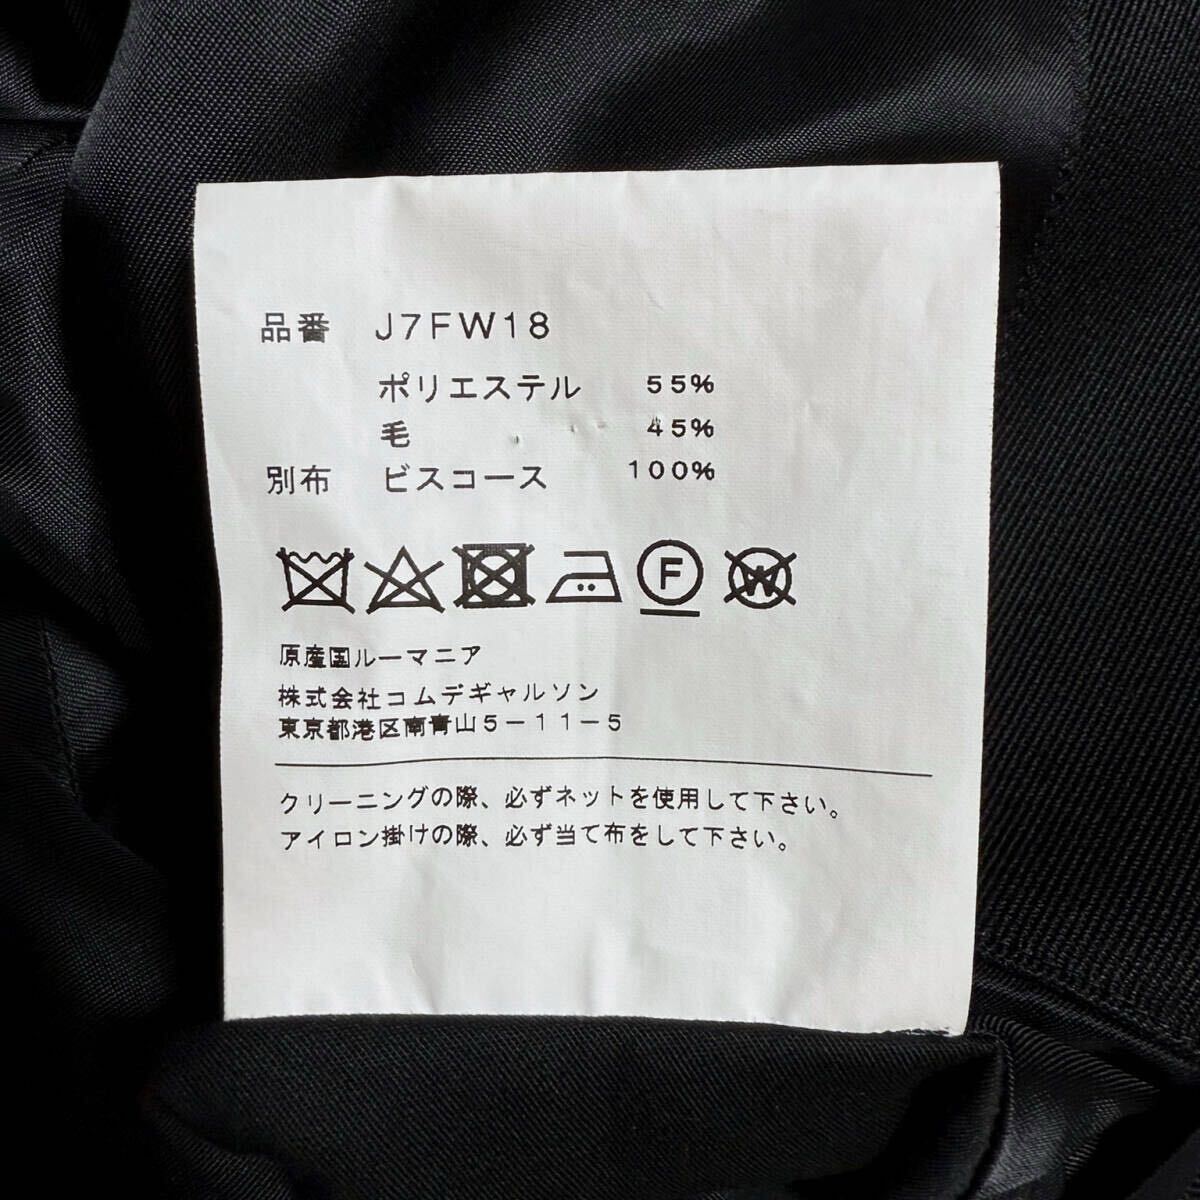 品番 J7FW18
ポリエステル 55%
毛 45%
別布 ビスコース 100%
F W
原産国ルーマニア
株式会社コムデギャルソン
東京都港区南青山5-11-5
クリーニングの際、必ずネットを使用して下さい。
アイロン掛けの際、必ず当て布をして下さい。